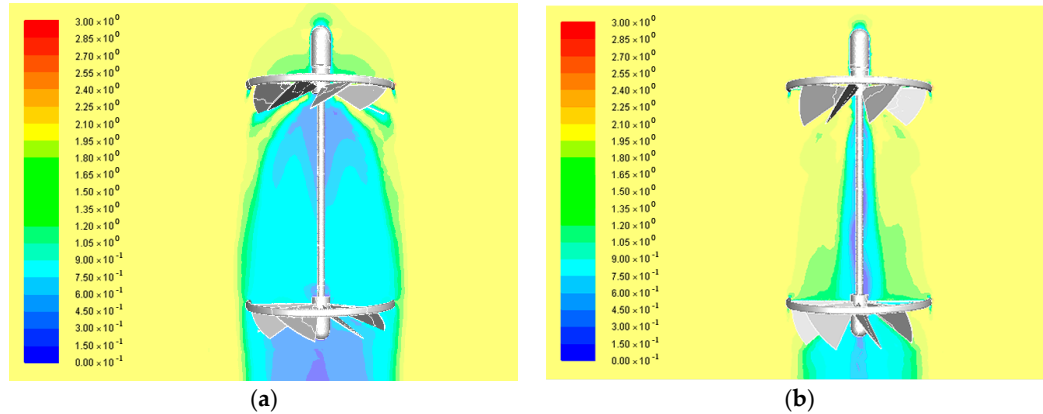 3.00 × 10⁰
2.85 × 10⁰
2.70 × 10⁰
2.55 × 10⁰
2.40 × 10⁰
2.25 × 10⁰
2.10 × 10⁰
1.95 × 10⁰
1.80 × 10⁰
1.65 × 10⁰
1.50 × 10⁰
1.35 × 10⁰
1.20 × 10⁰
1.05 × 10⁰
9.00 × 10⁻¹
7.50 × 10⁻¹
6.00 × 10⁻¹
4.50 × 10⁻¹
3.00 × 10⁻¹
1.50 × 10⁻¹
0.00 × 10⁻¹
(a)
3.00 × 10⁰
2.85 × 10⁰
2.70 × 10⁰
2.55 × 10⁰
2.40 × 10⁰
2.25 × 10⁰
2.10 × 10⁰
1.95 × 10⁰
1.80 × 10⁰
1.65 × 10⁰
1.50 × 10⁰
1.35 × 10⁰
1.20 × 10⁰
1.05 × 10⁰
9.00 × 10⁻¹
7.50 × 10⁻¹
6.00 × 10⁻¹
4.50 × 10⁻¹
3.00 × 10⁻¹
1.50 × 10⁻¹
0.00 × 10⁻¹
(b)